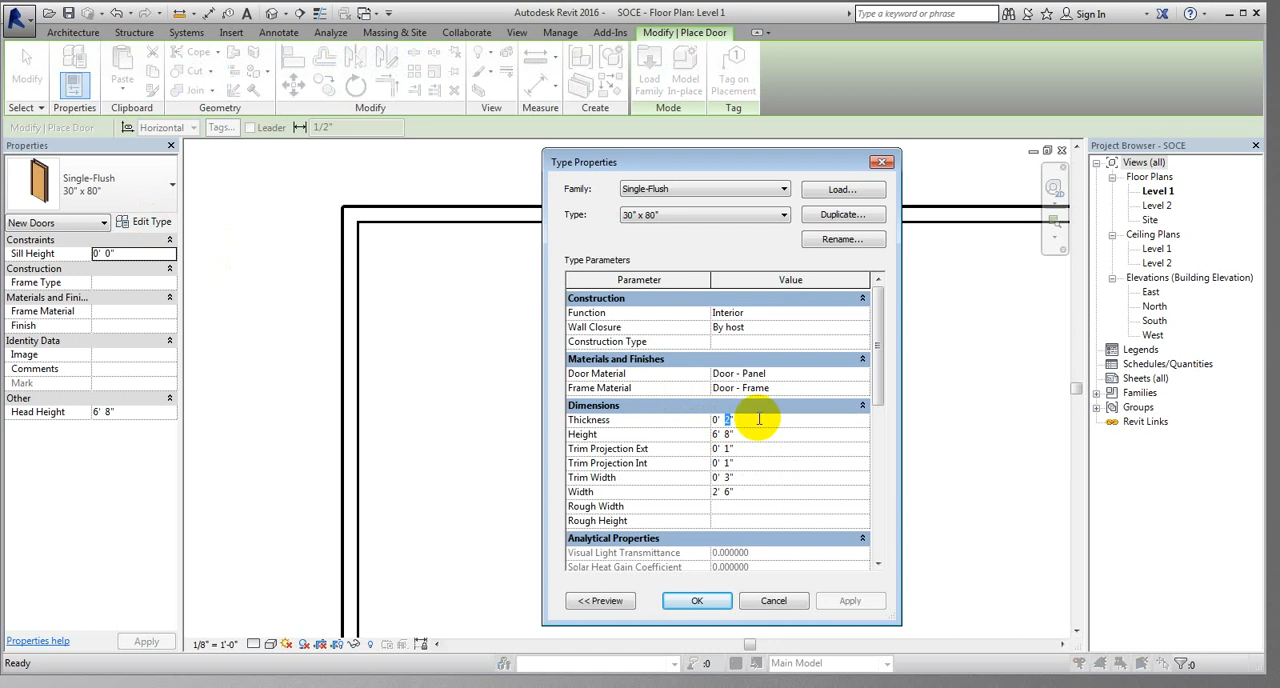 Autodesk Revit 2016 - SOCE - Floor Plan: Level 1
Type a keyword or phrase
Sign In
Architecture Structure Systems Insert Annotate Analyze Massing & Site Collaborate View Manage Add-Ins Modify | Place Door
Modify
Paste
Cope
Cut
Join
Load Family
Model In-place
Tag on Placement
Select Properties Clipboard Geometry Modify View Measure Create Mode Tag
Modify | Place Door Horizontal Tags... Leader 1/2"
Properties
Single-Flush
30" x 80"
New Doors Edit Type
Constraints
Sill Height 0' 0"
Construction
Frame Type
Materials and Fini...
Frame Material
Finish
Identity Data
Image
Comments
Mark
Other
Head Height 6' 8"
Properties help Apply
Type Properties
Family: Single-Flush Load...
Type: 30" x 80" Duplicate...
Rename...
Type Parameters
Parameter Value
Construction
Function Interior
Wall Closure By host
Construction Type
Materials and Finishes
Door Material Door - Panel
Frame Material Door - Frame
Dimensions
Thickness 0' 2"
Height 6' 8"
Trim Projection Ext 0' 1"
Trim Projection Int 0' 1"
Trim Width 0' 3"
Width 2' 6"
Rough Width
Rough Height
Analytical Properties
Visual Light Transmittance 0.000000
Solar Heat Gain Coefficient 0.000000
<< Preview OK Cancel Apply
Project Browser - SOCE
Views (all)
Floor Plans
Level 1
Level 2
Site
Ceiling Plans
Level 1
Level 2
Elevations (Building Elevation)
East
North
South
West
Legends
Schedules/Quantities
Sheets (all)
Families
Groups
Revit Links
2D
1/8" = 1'-0"
Ready
:0
Main Model
:0